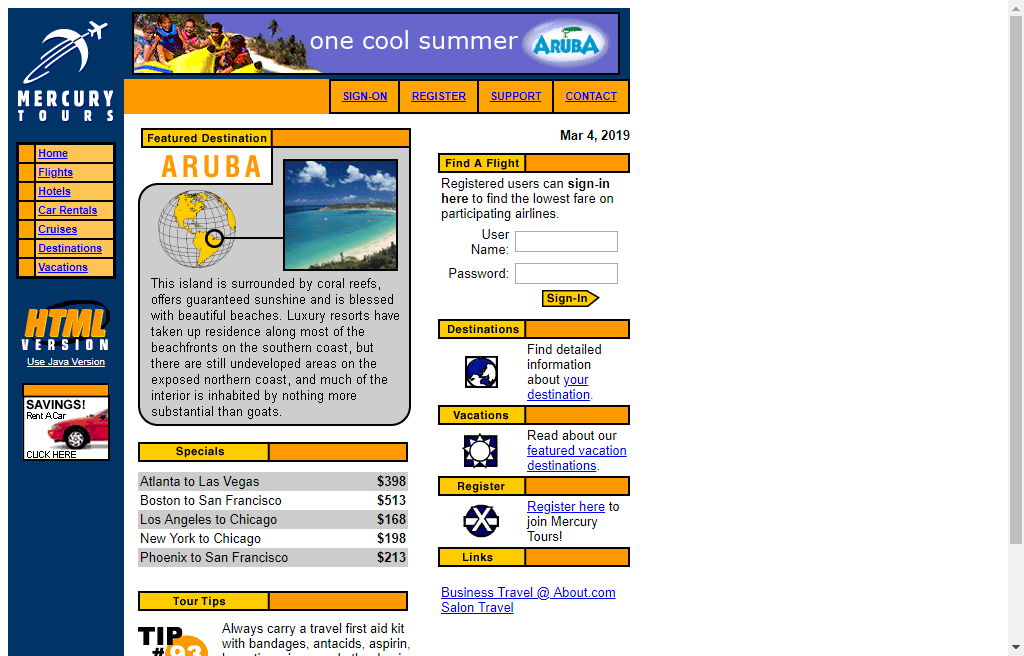 one cool summer
ARUBA
MERCURY
TOURS
SIGN-ON
REGISTER
SUPPORT
CONTACT
Home
Flights
Hotels
Car Rentals
Cruises
Destinations
Vacations
HTML
VERSION
Use Java Version
SAVINGS!
Rent A Car
CLICK HERE
Featured Destination
ARUBA
This island is surrounded by coral reefs,
offers guaranteed sunshine and is blessed
with beautiful beaches. Luxury resorts have
taken up residence along most of the
beachfronts on the southern coast, but
there are still undeveloped areas on the
exposed northern coast, and much of the
interior is inhabited by nothing more
substantial than goats.
Specials
Atlanta to Las Vegas $398
Boston to San Francisco $513
Los Angeles to Chicago $168
New York to Chicago $198
Phoenix to San Francisco $213
Tour Tips
TIP
#93
Always carry a travel first aid kit
with bandages, antacids, aspirin,
Mar 4, 2019
Find A Flight
Registered users can sign-in
here to find the lowest fare on
participating airlines.
User
Name:
Password:
Sign-In
Destinations
Find detailed
information
about your
destination.
Vacations
Read about our
featured vacation
destinations.
Register
Register here to
join Mercury
Tours!
Links
Business Travel @ About.com
Salon Travel